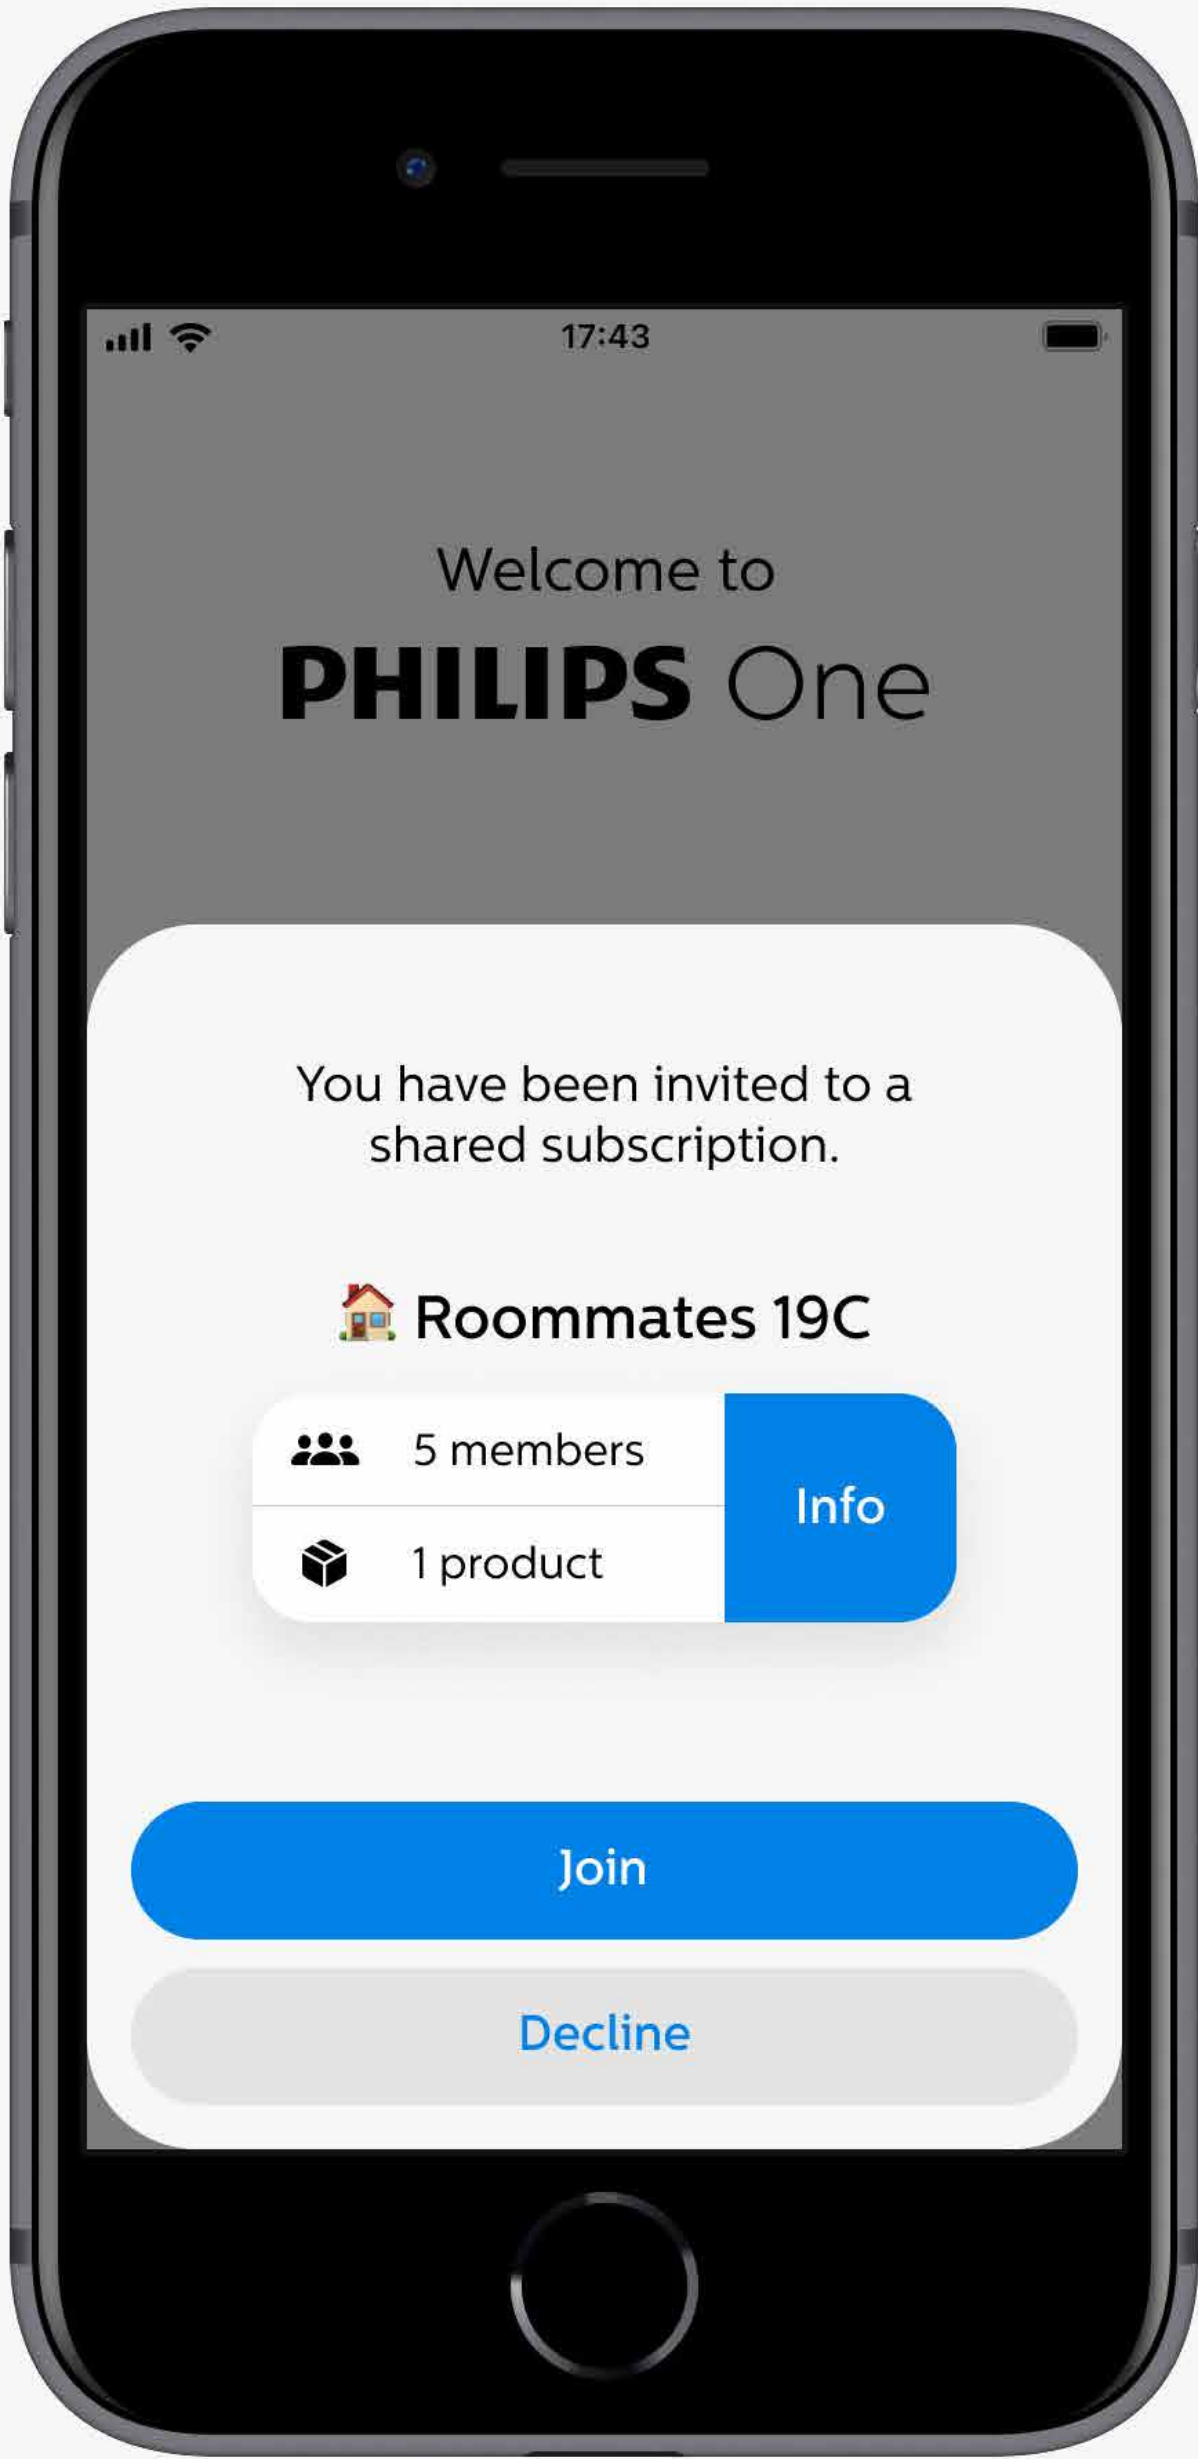 17:43
Welcome to
PHILIPS One
You have been invited to a
shared subscription.
Roommates 19C
5 members
Info
1 product
Join
Decline